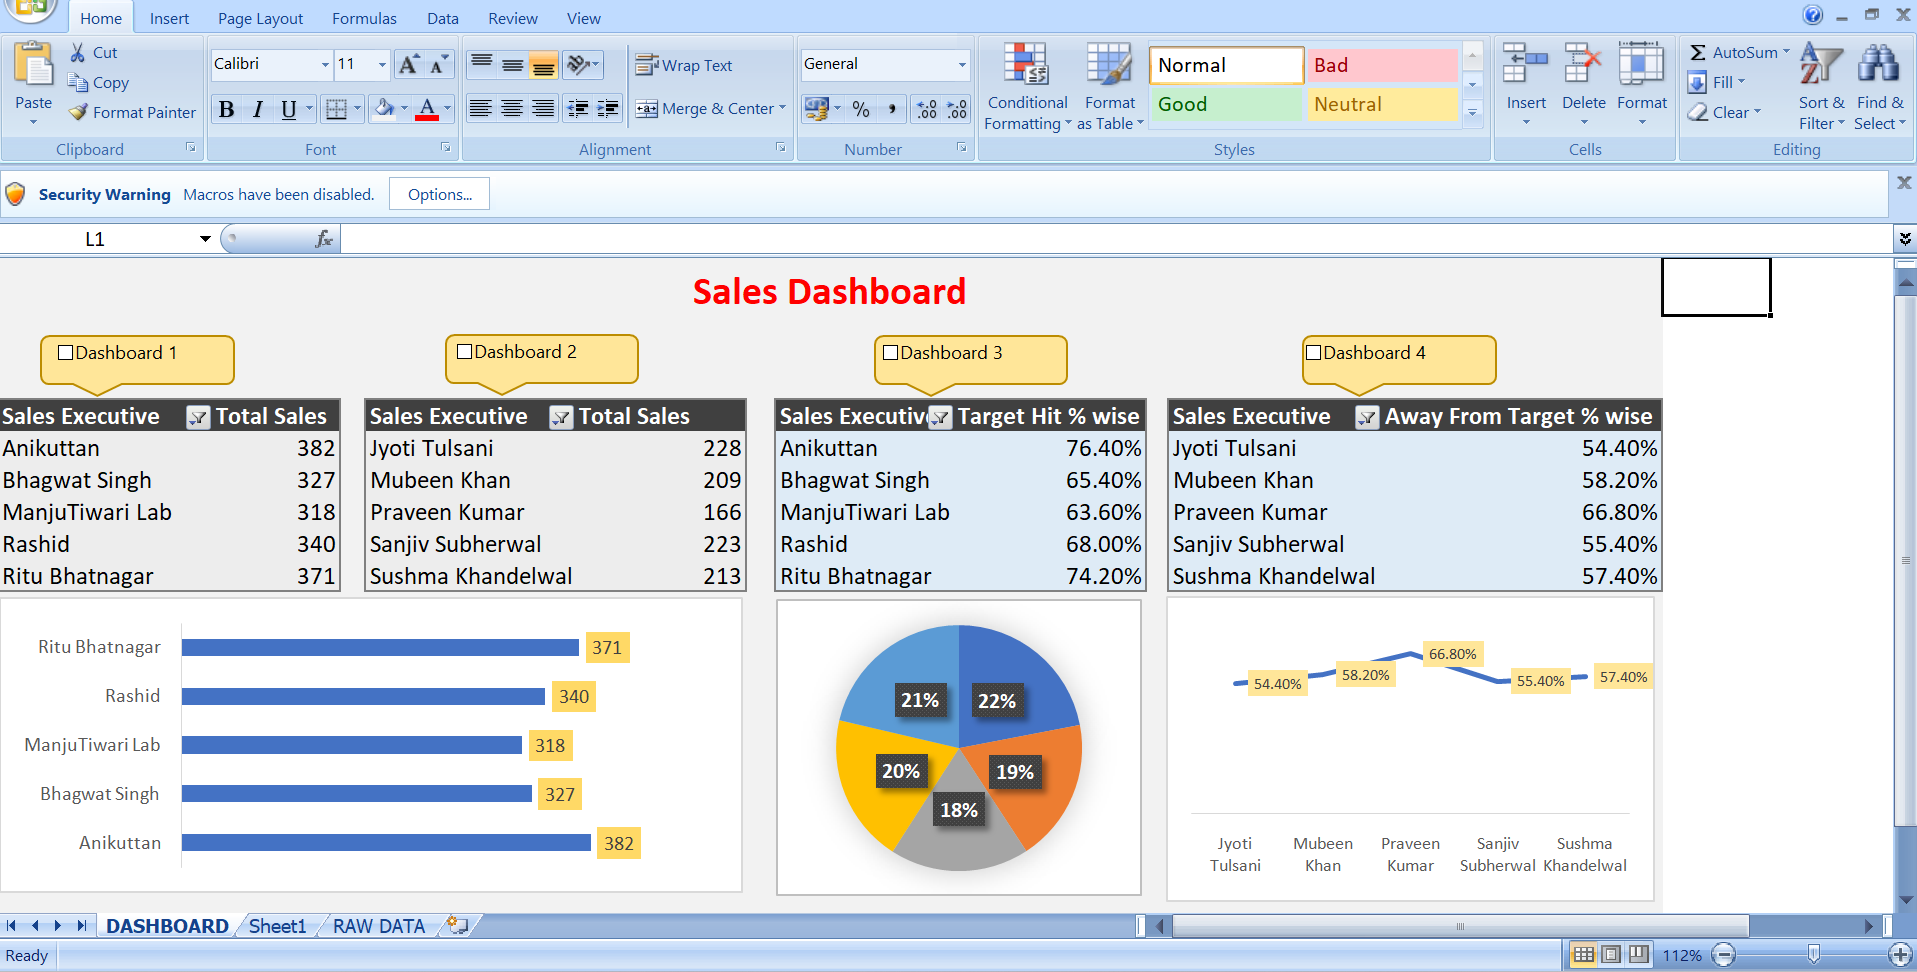 Home Insert Page Layout Formulas Data Review View
Paste
Cut
Copy
Format Painter
Clipboard
Calibri 11
B I U
Font
Wrap Text
Merge & Center
Alignment
General
%
Number
Conditional Formatting
Format as Table
Normal Bad
Good Neutral
Styles
Insert Delete Format
Cells
Σ AutoSum
Fill
Clear
Sort & Filter
Find & Select
Editing
Security Warning Macros have been disabled. Options...
L1 fx
Sales Dashboard
Dashboard 1 Dashboard 2 Dashboard 3 Dashboard 4
Sales Executive Total Sales
Anikuttan 382
Bhagwat Singh 327
ManjuTiwari Lab 318
Rashid 340
Ritu Bhatnagar 371
Sales Executive Total Sales
Jyoti Tulsani 228
Mubeen Khan 209
Praveen Kumar 166
Sanjiv Subherwal 223
Sushma Khandelwal 213
Sales Executiv Target Hit % wise
Anikuttan 76.40%
Bhagwat Singh 65.40%
ManjuTiwari Lab 63.60%
Rashid 68.00%
Ritu Bhatnagar 74.20%
Sales Executive Away From Target % wise
Jyoti Tulsani 54.40%
Mubeen Khan 58.20%
Praveen Kumar 66.80%
Sanjiv Subherwal 55.40%
Sushma Khandelwal 57.40%
Ritu Bhatnagar 371
Rashid 340
ManjuTiwari Lab 318
Bhagwat Singh 327
Anikuttan 382
21% 22%
20% 19%
18%
54.40% 58.20% 66.80% 55.40% 57.40%
Jyoti Mubeen Praveen Sanjiv Sushma
Tulsani Khan Kumar Subherwal Khandelwal
DASHBOARD Sheet1 RAW DATA
Ready 112%